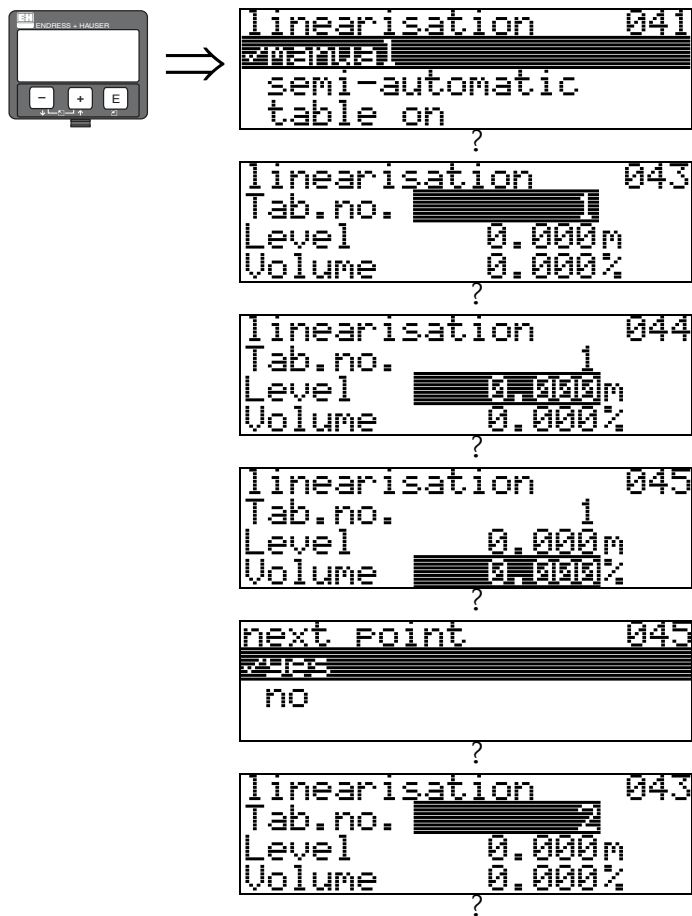 E+H
ENDRESS + HAUSER
- + E
linearisation 041
✓manual
semi-automatic
table on
?
linearisation 043
Tab.no. 1
Level 0.000m
Volume 0.000%
?
linearisation 044
Tab.no. 1
Level 0.000m
Volume 0.000%
?
linearisation 045
Tab.no. 1
Level 0.000m
Volume 0.000%
?
next point 045
✓yes
no
?
linearisation 043
Tab.no. 2
Level 0.000m
Volume 0.000%
?